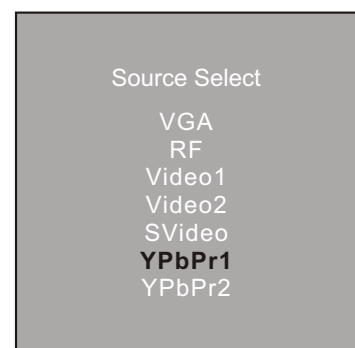 Source Select
VGA
RF
Video1
Video2
SVideo
YPbPr1
YPbPr2